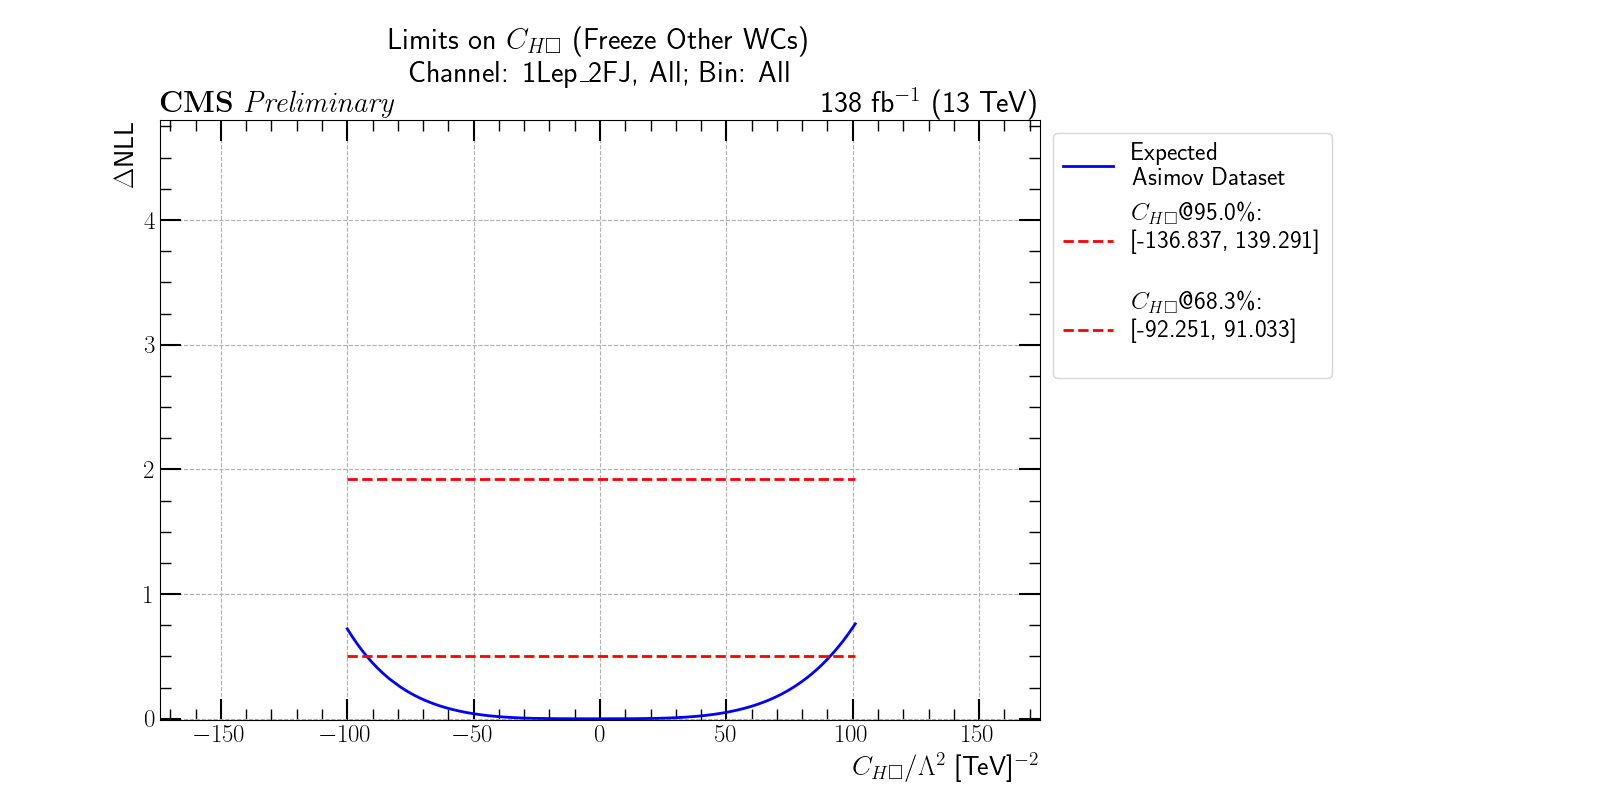 Limits on C_{H□} (Freeze Other WCs)
Channel: 1Lep_2FJ, All; Bin: All
CMS Preliminary
138 fb⁻¹ (13 TeV)
ΔNLL
4
3
2
1
0
−150
−100
−50
0
50
100
150
C_{H□}/Λ² [TeV]⁻²
Expected
Asimov Dataset
C_{H□}@95.0%:
[-136.837, 139.291]
C_{H□}@68.3%:
[-92.251, 91.033]